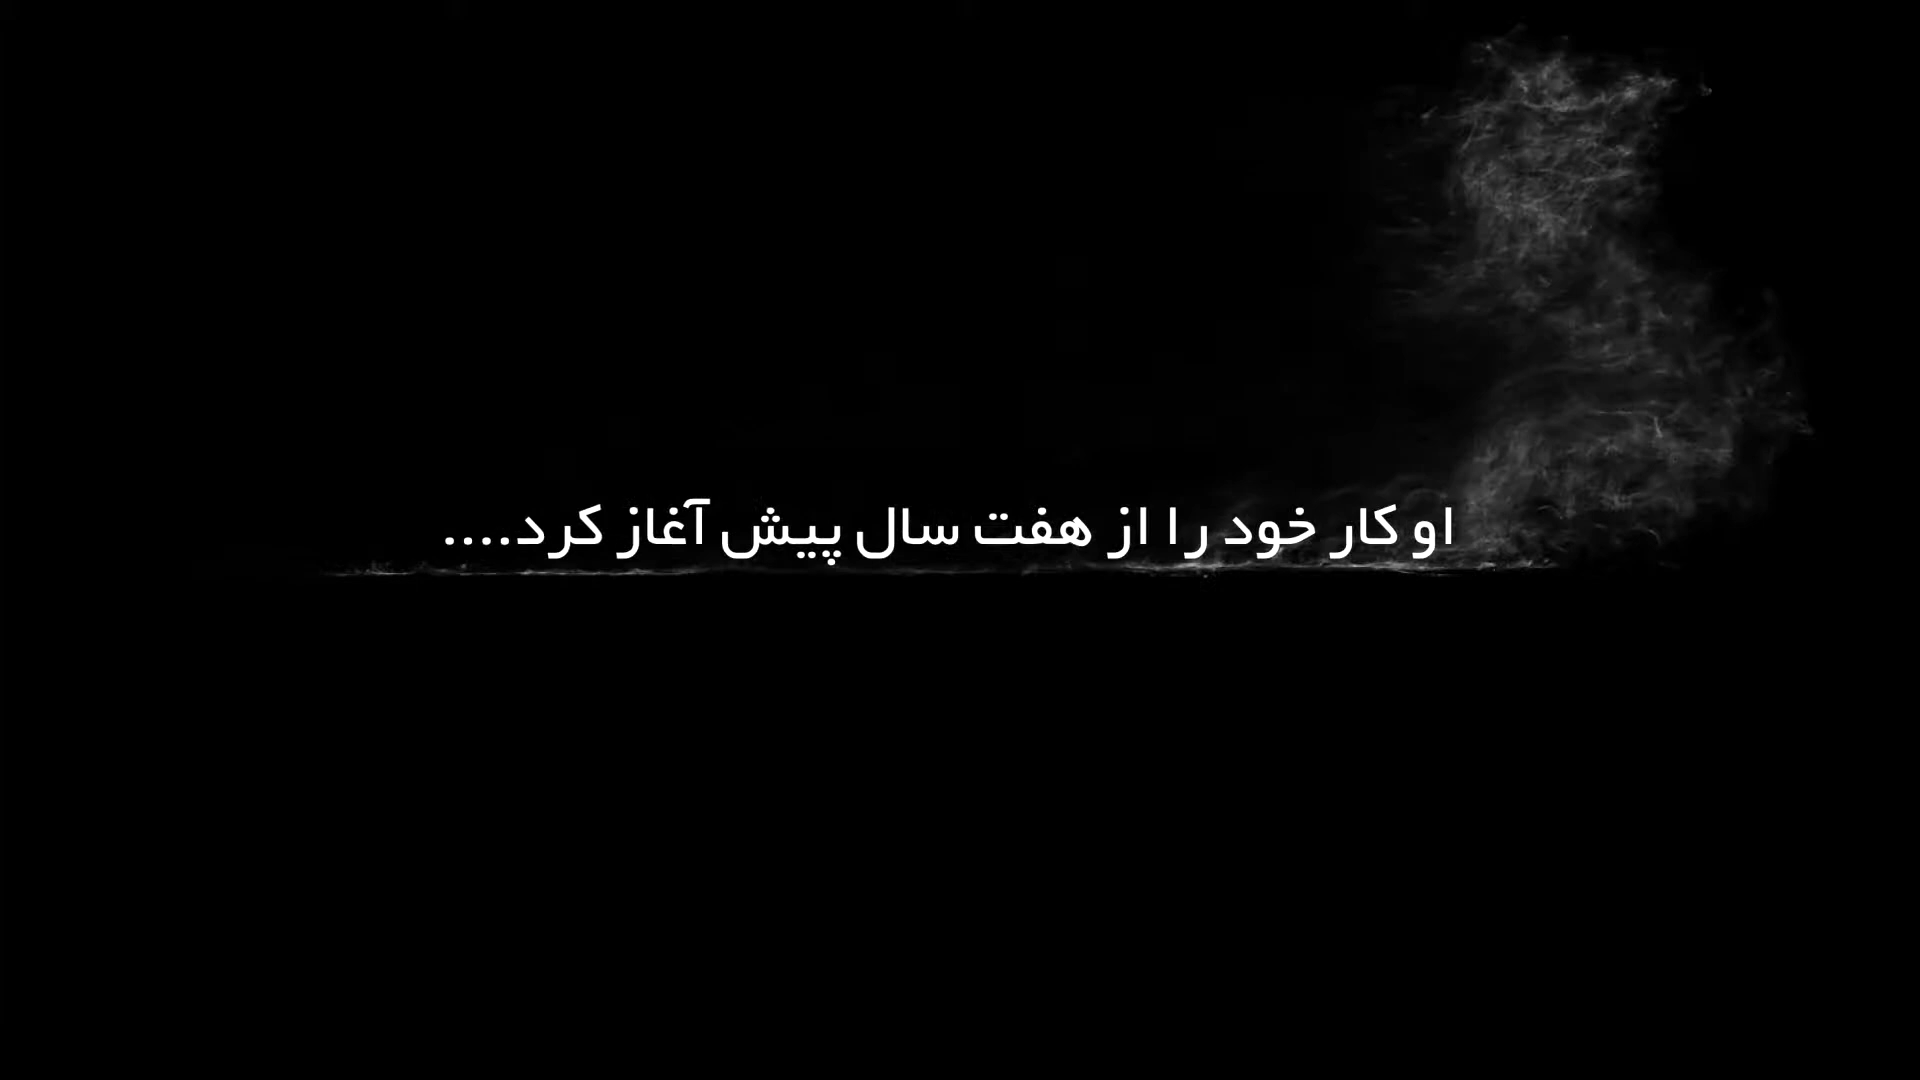 او کار خود را از هفت سال پیش آغاز کرد....